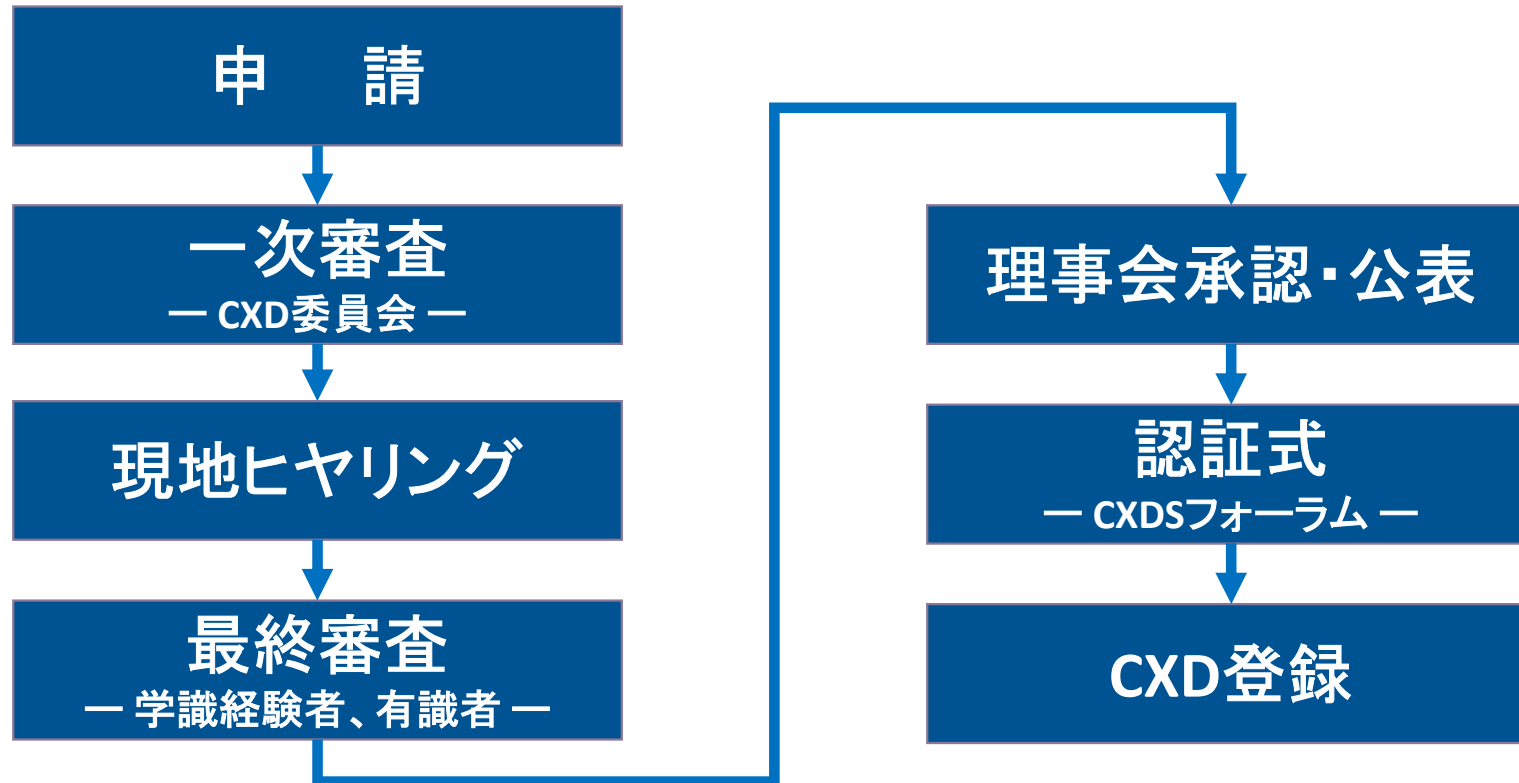 申　請
一次審査
― CXD委員会 ―
現地ヒヤリング
最終審査
― 学識経験者、有識者 ―
理事会承認・公表
認証式
― CXDSフォーラム ―
CXD登録